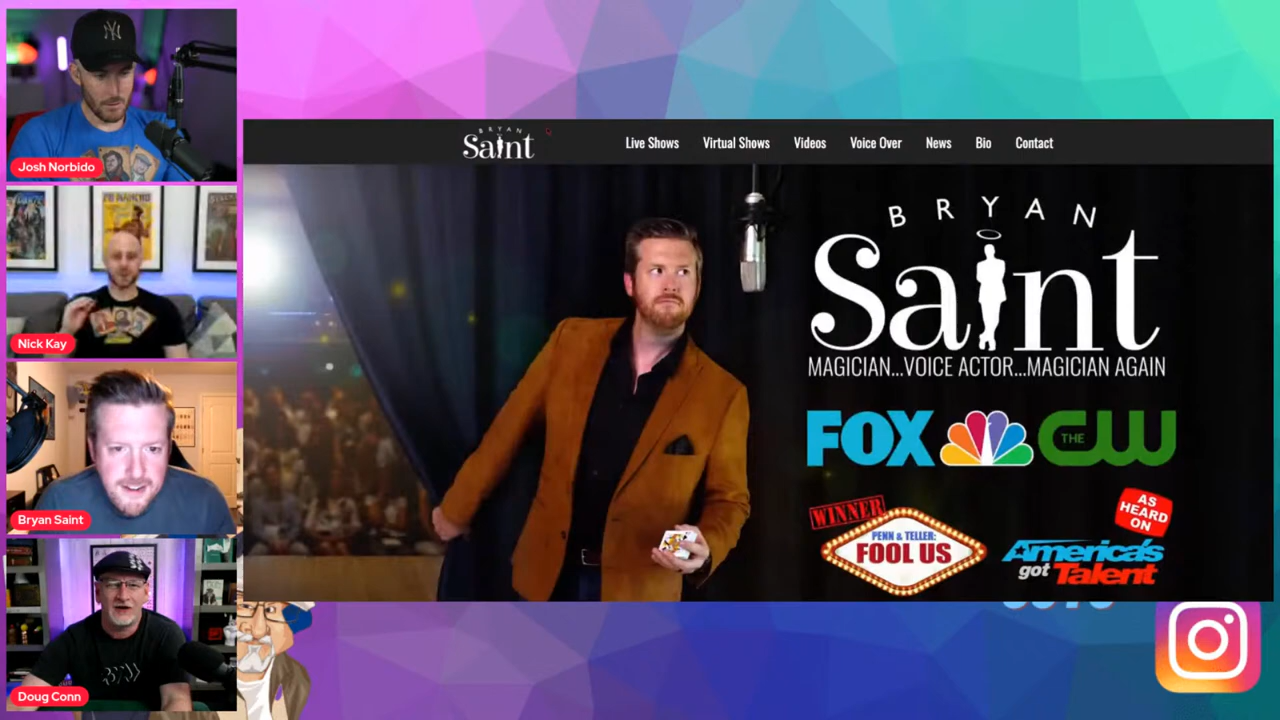 Josh Norbido
Nick Kay
Bryan Saint
Doug Conn
BRYAN
Saint
Live Shows
Virtual Shows
Videos
Voice Over
News
Bio
Contact
BRYAN
Saint
MAGICIAN...VOICE ACTOR...MAGICIAN AGAIN
FOX
THE CW
WINNER
PENN & TELLER:
FOOL US
AS
HEARD
ON
America's
got Talent